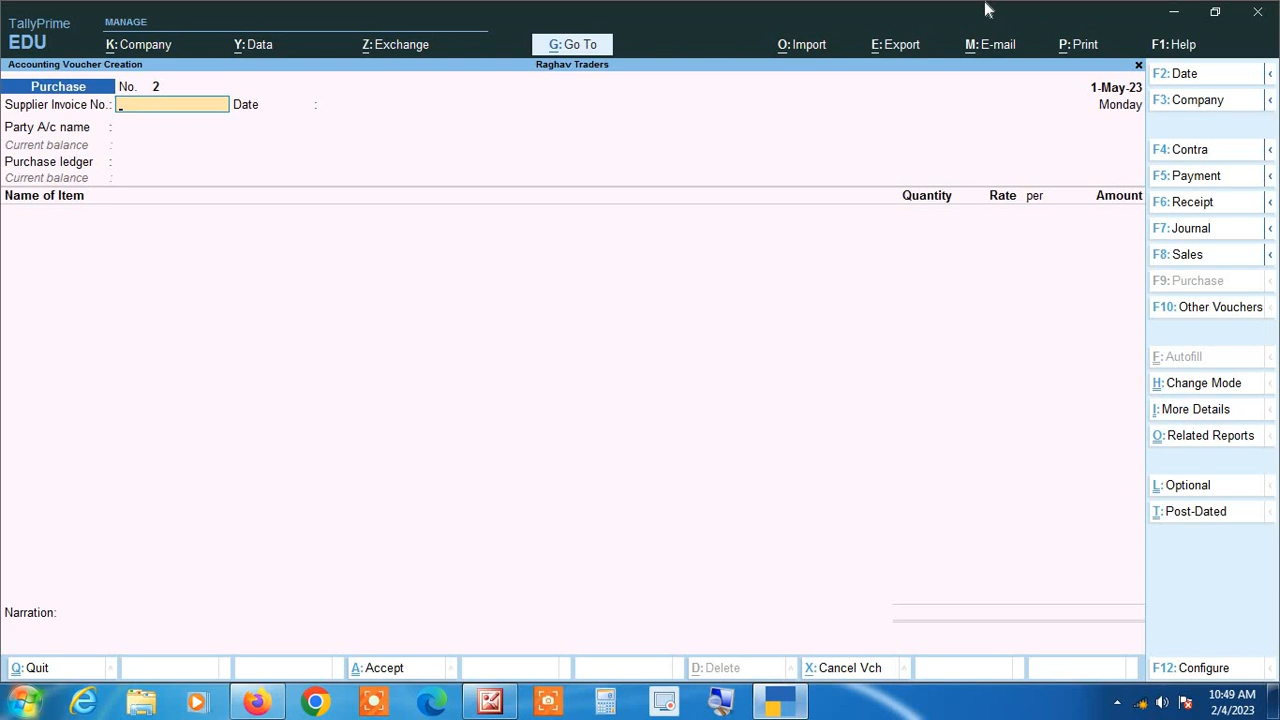 TallyPrime
EDU
MANAGE
K: Company
Y: Data
Z: Exchange
G: Go To
O: Import
E: Export
M: E-mail
P: Print
F1: Help
Accounting Voucher Creation
Raghav Traders
Purchase No. 2
1-May-23
Supplier Invoice No.: Date :
Monday
Party A/c name :
Current balance :
Purchase ledger :
Current balance :
Name of Item Quantity Rate per Amount
Narration:
F2: Date
F3: Company
F4: Contra
F5: Payment
F6: Receipt
F7: Journal
F8: Sales
F9: Purchase
F10: Other Vouchers
F: Autofill
H: Change Mode
I: More Details
O: Related Reports
L: Optional
T: Post-Dated
Q: Quit
A: Accept
D: Delete
X: Cancel Vch
F12: Configure
10:49 AM
2/4/2023